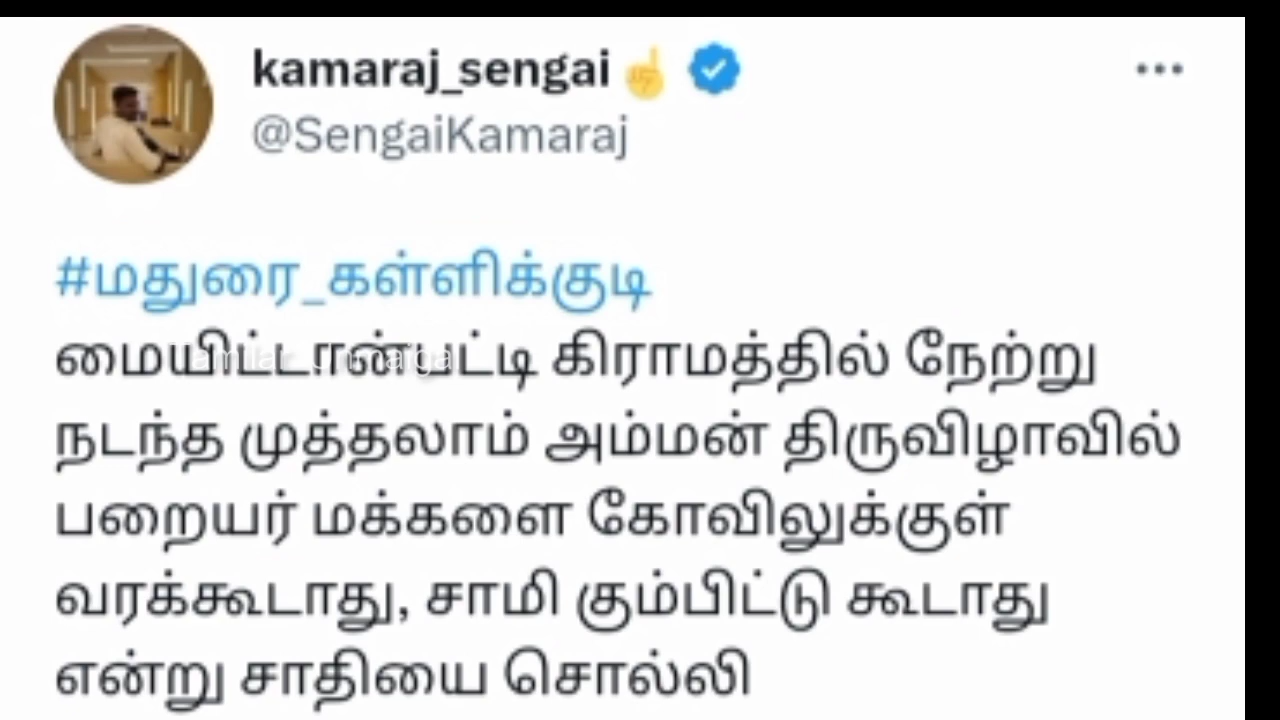 kamaraj_sengai☝️
@SengaiKamaraj
#மதுரை_கள்ளிக்குடி
மையிட்டான்பட்டி கிராமத்தில் நேற்று
நடந்த முத்தலாம் அம்மன் திருவிழாவில்
பறையர் மக்களை கோவிலுக்குள்
வரக்கூடாது, சாமி கும்பிட்டு கூடாது
என்று சாதியை சொல்லி